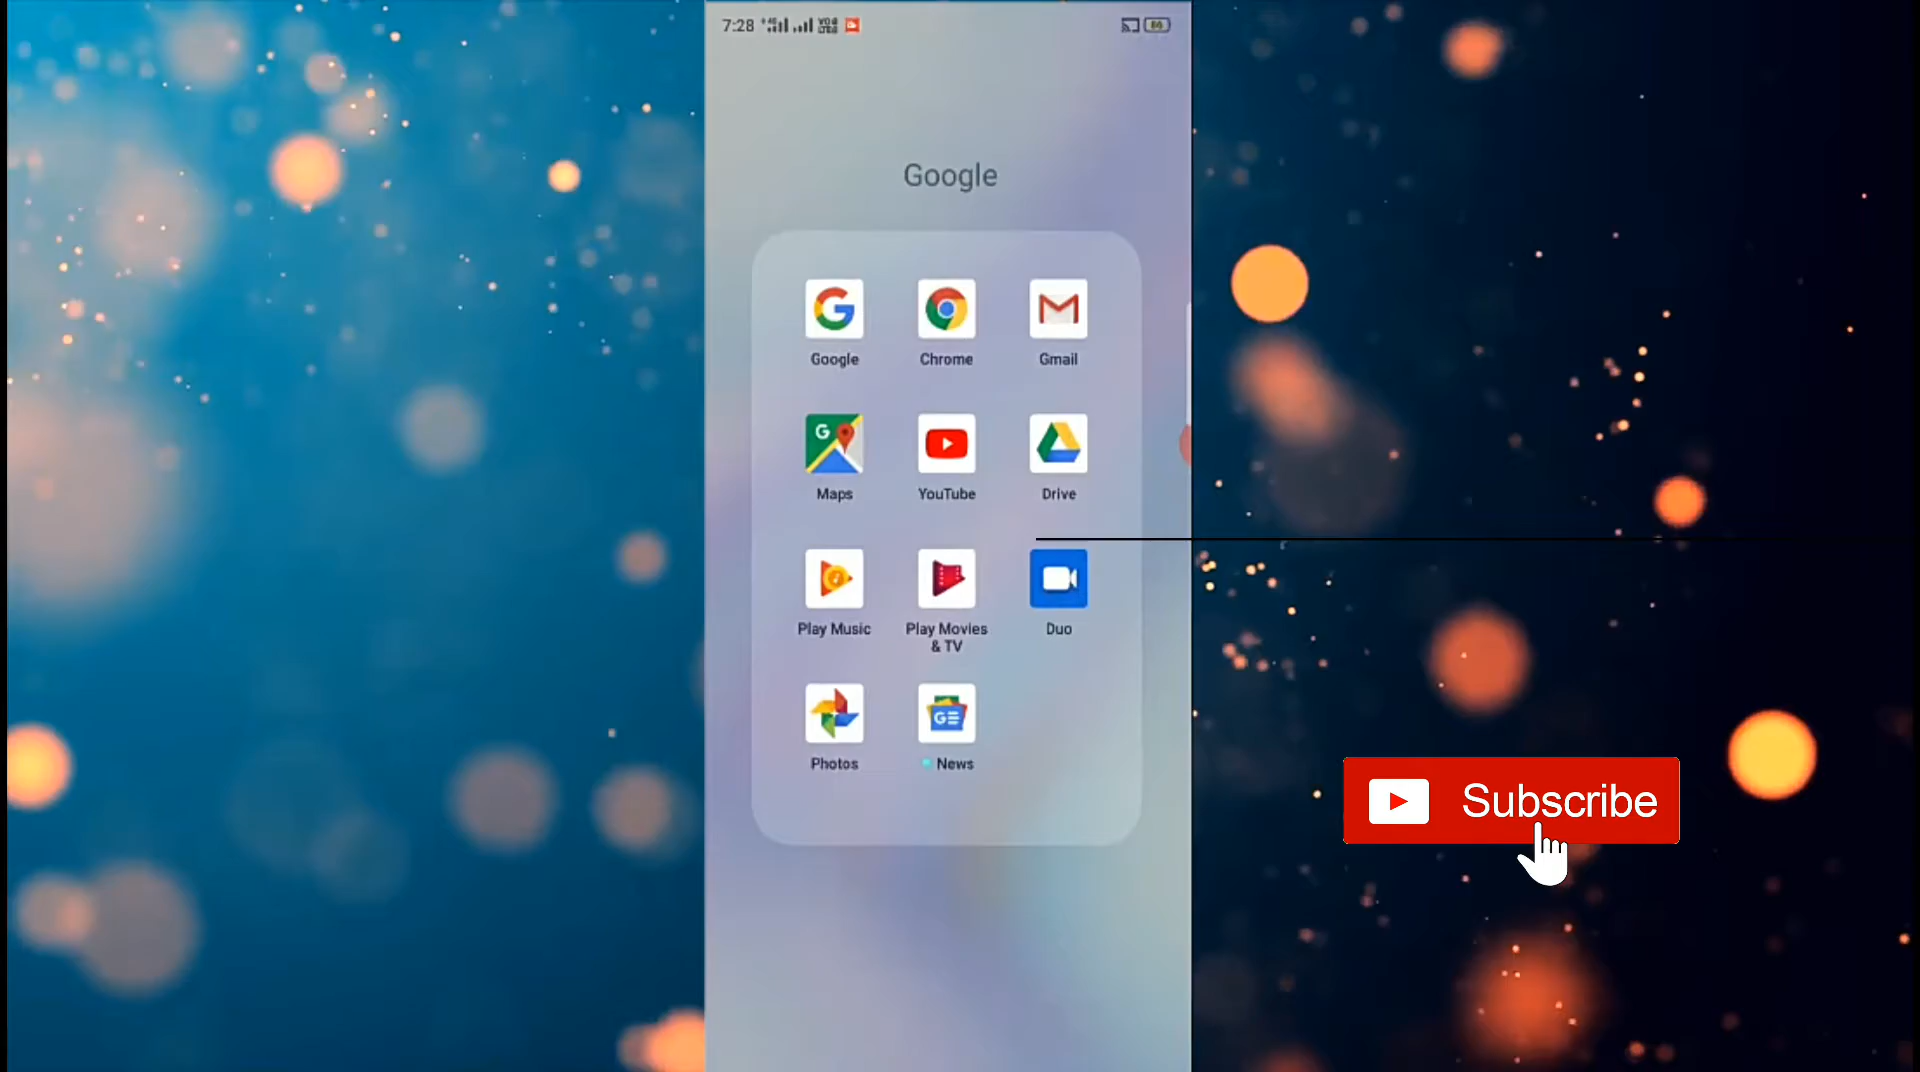 7:28
Google
Google Chrome Gmail
Maps YouTube Drive
Play Music Play Movies & TV Duo
Photos News
Subscribe